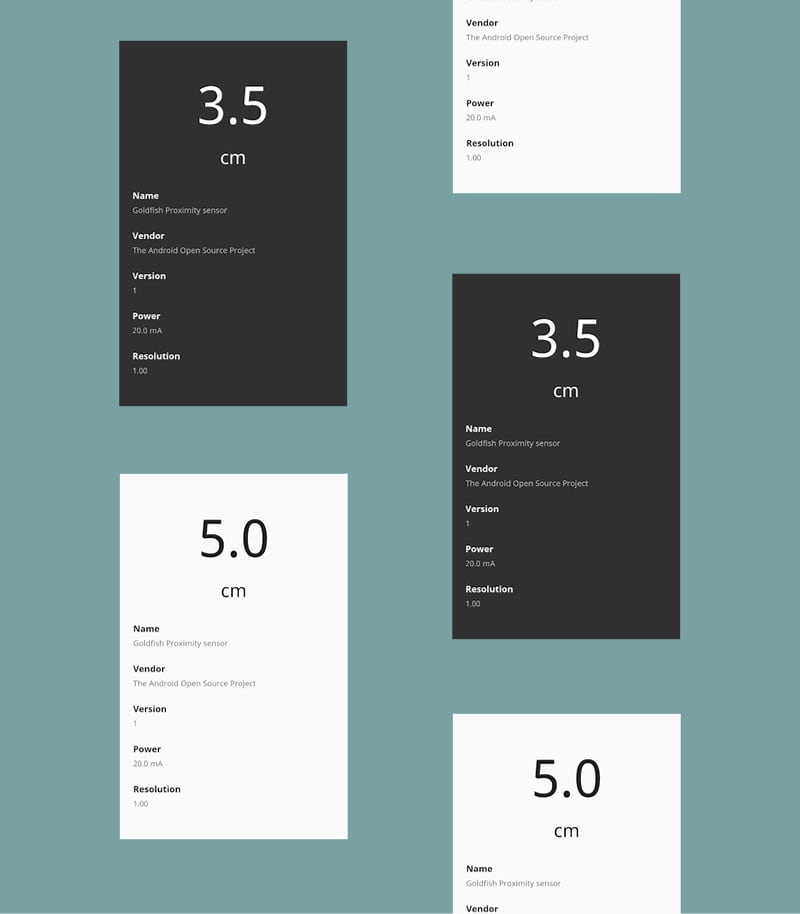 3.5
cm
Name
Goldfish Proximity sensor
Vendor
The Android Open Source Project
Version
1
Power
20.0 mA
Resolution
1.00
5.0
cm
Name
Goldfish Proximity sensor
Vendor
The Android Open Source Project
Version
1
Power
20.0 mA
Resolution
1.00
Vendor
The Android Open Source Project
Version
1
Power
20.0 mA
Resolution
1.00
3.5
cm
Name
Goldfish Proximity sensor
Vendor
The Android Open Source Project
Version
1
Power
20.0 mA
Resolution
1.00
5.0
cm
Name
Goldfish Proximity sensor
Vendor